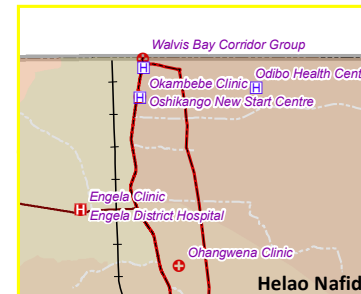 Walvis Bay Corridor Group
Odibo Health Cent
Okambebe Clinic
Oshikango New Start Centre
Engela Clinic
Engela District Hospital
Ohangwena Clinic
Helao Nafid